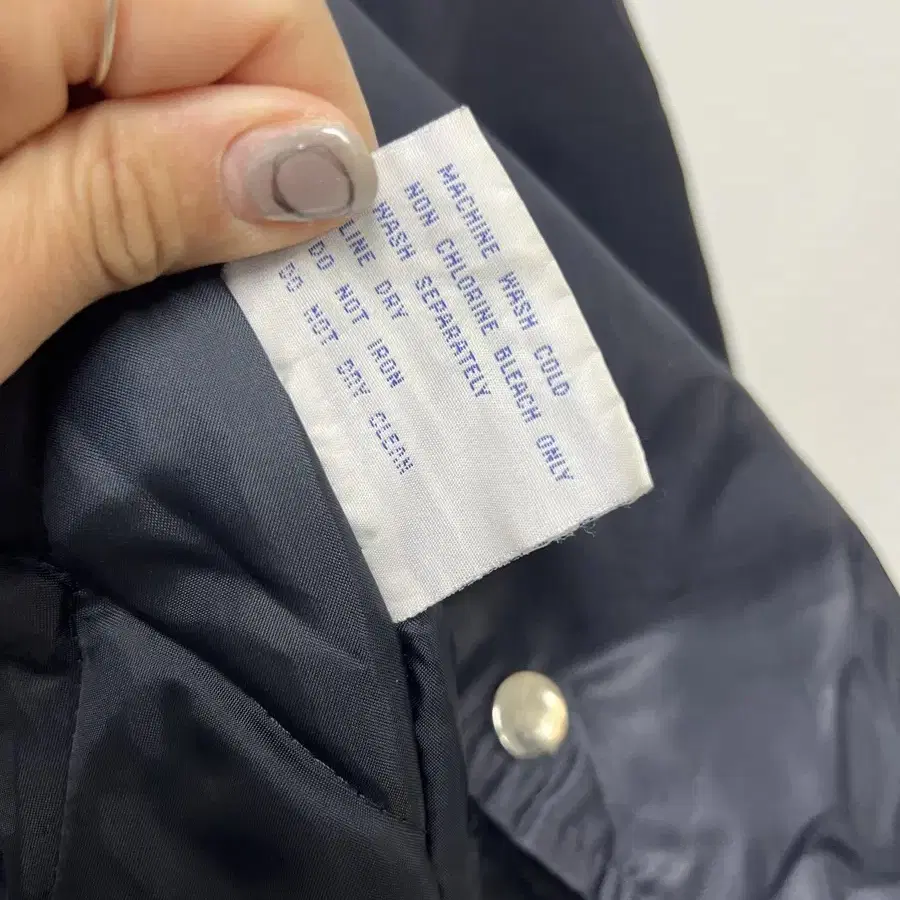 MACHINE WASH COLD
NON CHLORINE BLEACH ONLY
WASH SEPARATELY
LINE DRY
DO NOT IRON
DO NOT DRY CLEAN